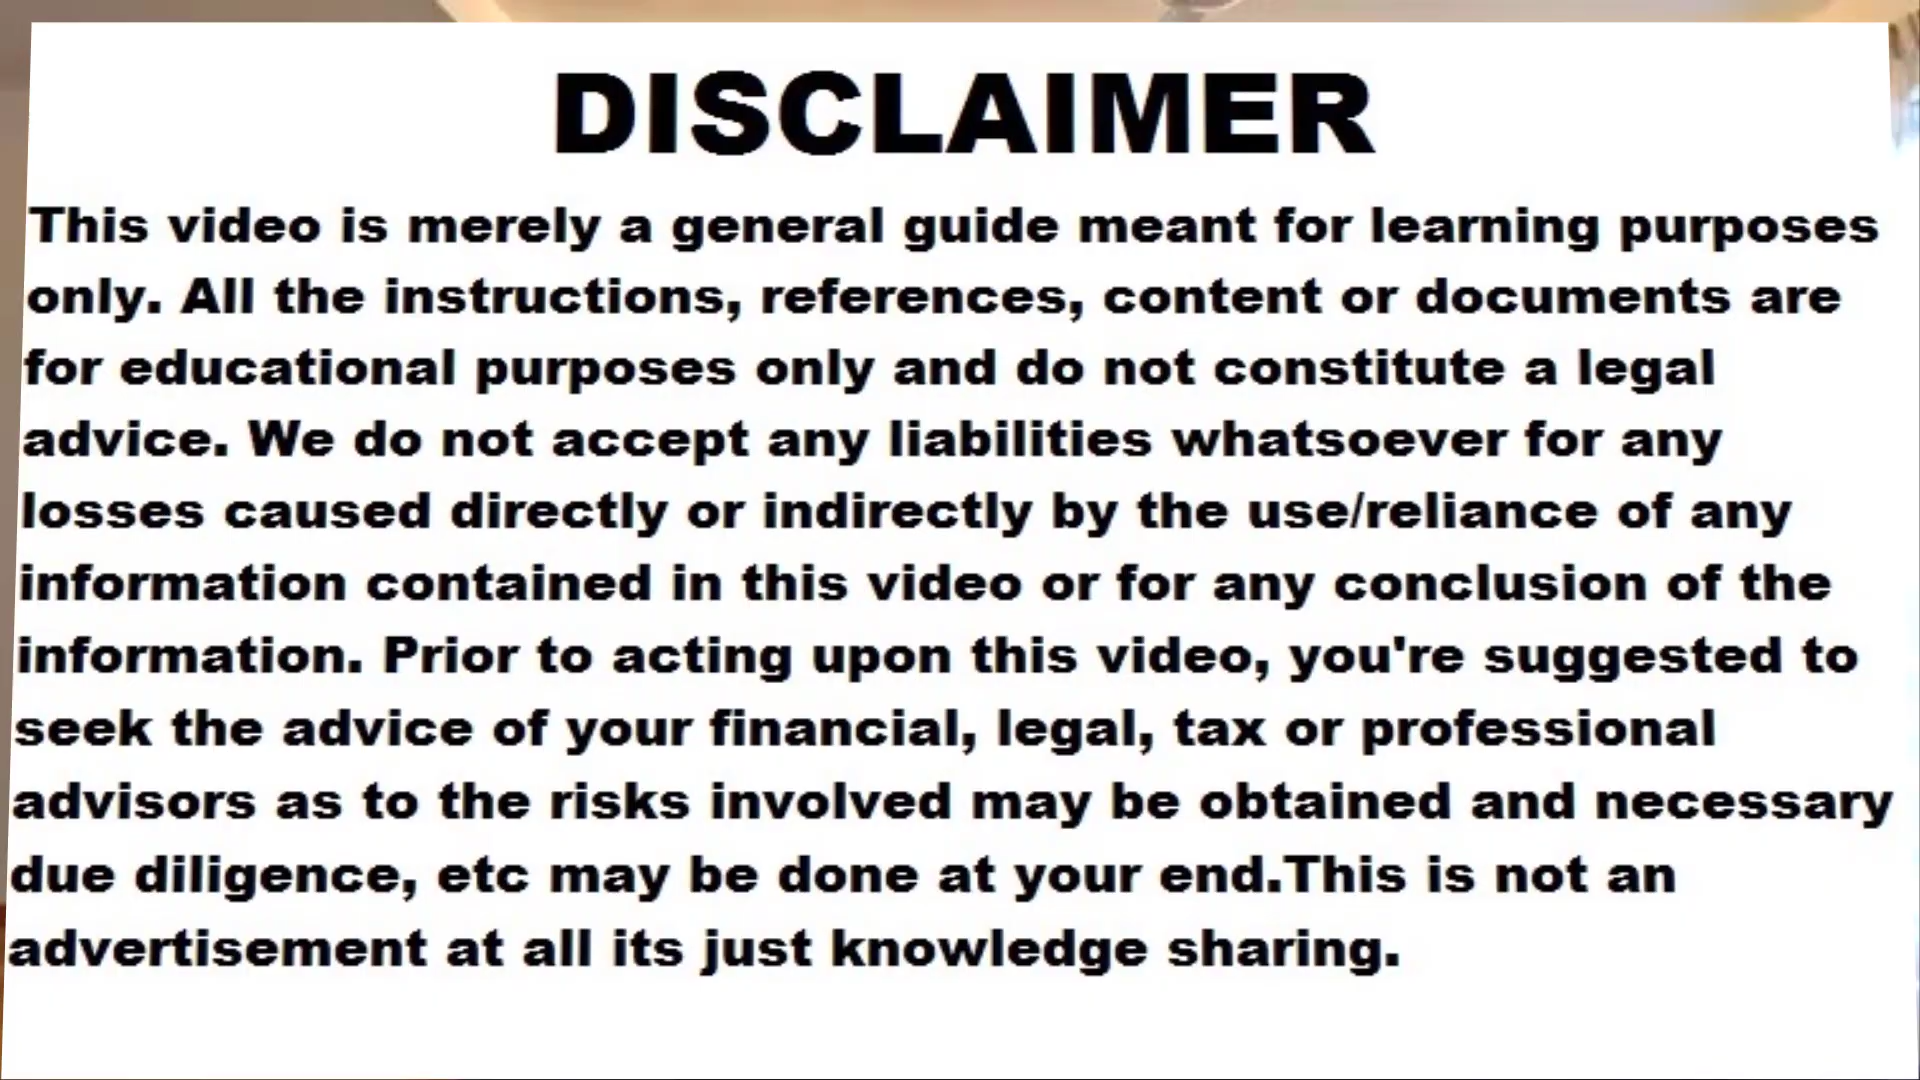 DISCLAIMER
This video is merely a general guide meant for learning purposes
only. All the instructions, references, content or documents are
for educational purposes only and do not constitute a legal
advice. We do not accept any liabilities whatsoever for any
losses caused directly or indirectly by the use/reliance of any
information contained in this video or for any conclusion of the
information. Prior to acting upon this video, you're suggested to
seek the advice of your financial, legal, tax or professional
advisors as to the risks involved may be obtained and necessary
due diligence, etc may be done at your end.This is not an
advertisement at all its just knowledge sharing.